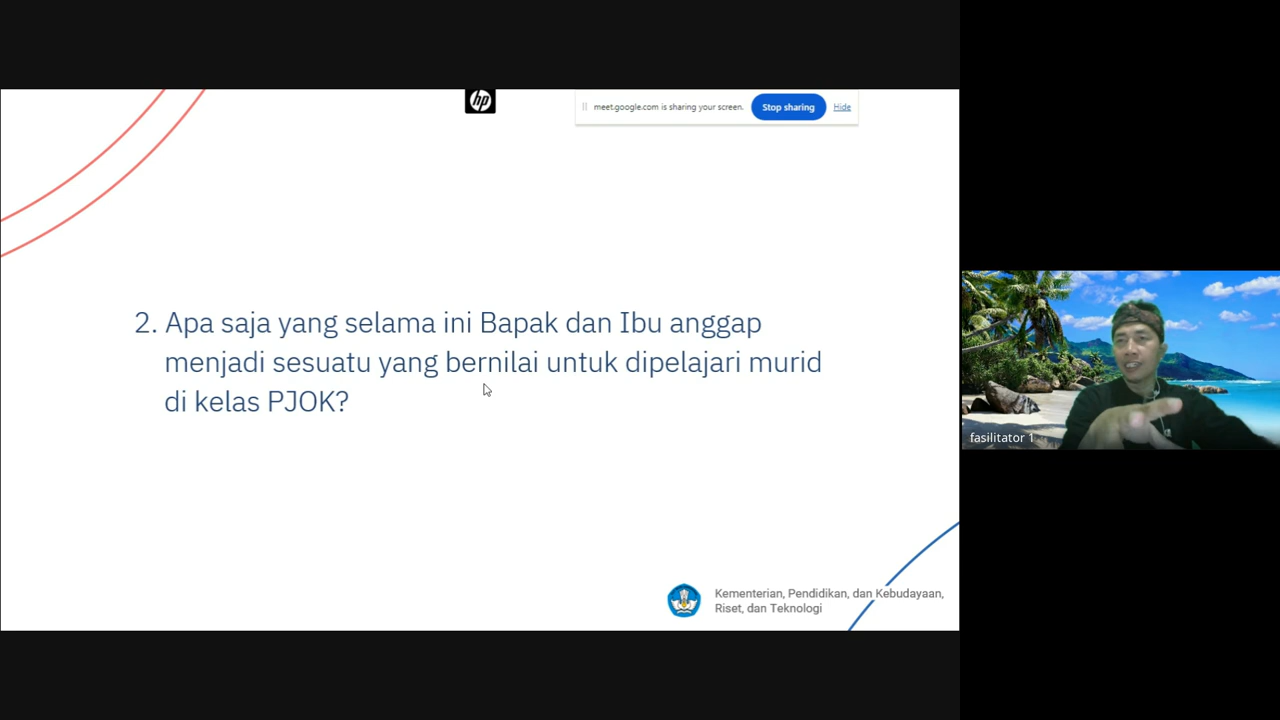 hp
meet.google.com is sharing your screen. Stop sharing Hide
2. Apa saja yang selama ini Bapak dan Ibu anggap
menjadi sesuatu yang bernilai untuk dipelajari murid
di kelas PJOK?
fasilitator 1
Kementerian, Pendidikan, dan Kebudayaan,
Riset, dan Teknologi